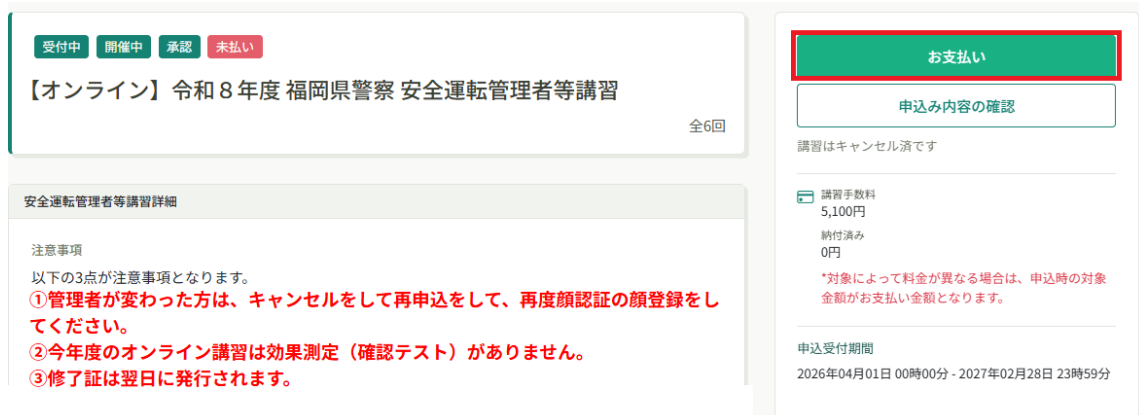 受付中 開催中 承認 未払い
【オンライン】令和８年度 福岡県警察 安全運転管理者等講習
全6回
安全運転管理者等講習詳細
注意事項
以下の3点が注意事項となります。
①管理者が変わった方は、キャンセルをして再申込をして、再度顔認証の顔登録をし
てください。
②今年度のオンライン講習は効果測定（確認テスト）がありません。
③修了証は翌日に発行されます。
お支払い
申込み内容の確認
講習はキャンセル済です
講習手数料
5,100円
納付済み
0円
*対象によって料金が異なる場合は、申込時の対象
金額がお支払い金額となります。
申込受付期間
2026年04月01日 00時00分 - 2027年02月28日 23時59分